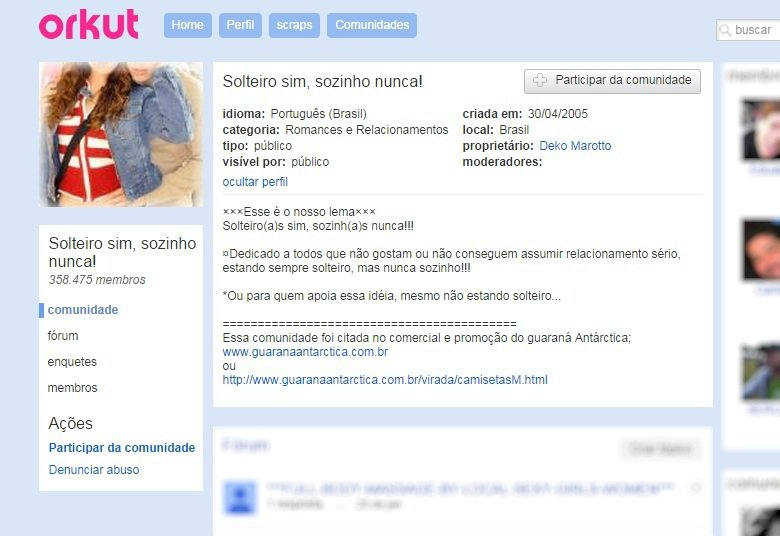 orkut
Home Perfil scraps Comunidades
buscar
Solteiro sim, sozinho nunca!
Participar da comunidade
idioma: Português (Brasil)
criada em: 30/04/2005
categoria: Romances e Relacionamentos
local: Brasil
tipo: público
proprietário: Deko Marotto
visível por: público
moderadores:
ocultar perfil
×××Esse é o nosso lema×××
Solteiro(a)s sim, sozinh(a)s nunca!!!
¤Dedicado a todos que não gostam ou não conseguem assumir relacionamento sério,
estando sempre solteiro, mas nunca sozinho!!!
*Ou para quem apoia essa idéia, mesmo não estando solteiro...
==========================================
Essa comunidade foi citada no comercial e promoção do guaraná Antárctica;
www.guaranaantarctica.com.br
ou
http://www.guaranaantarctica.com.br/virada/camisetasM.html
Solteiro sim, sozinho
nunca!
358.475 membros
comunidade
fórum
enquetes
membros
Ações
Participar da comunidade
Denunciar abuso